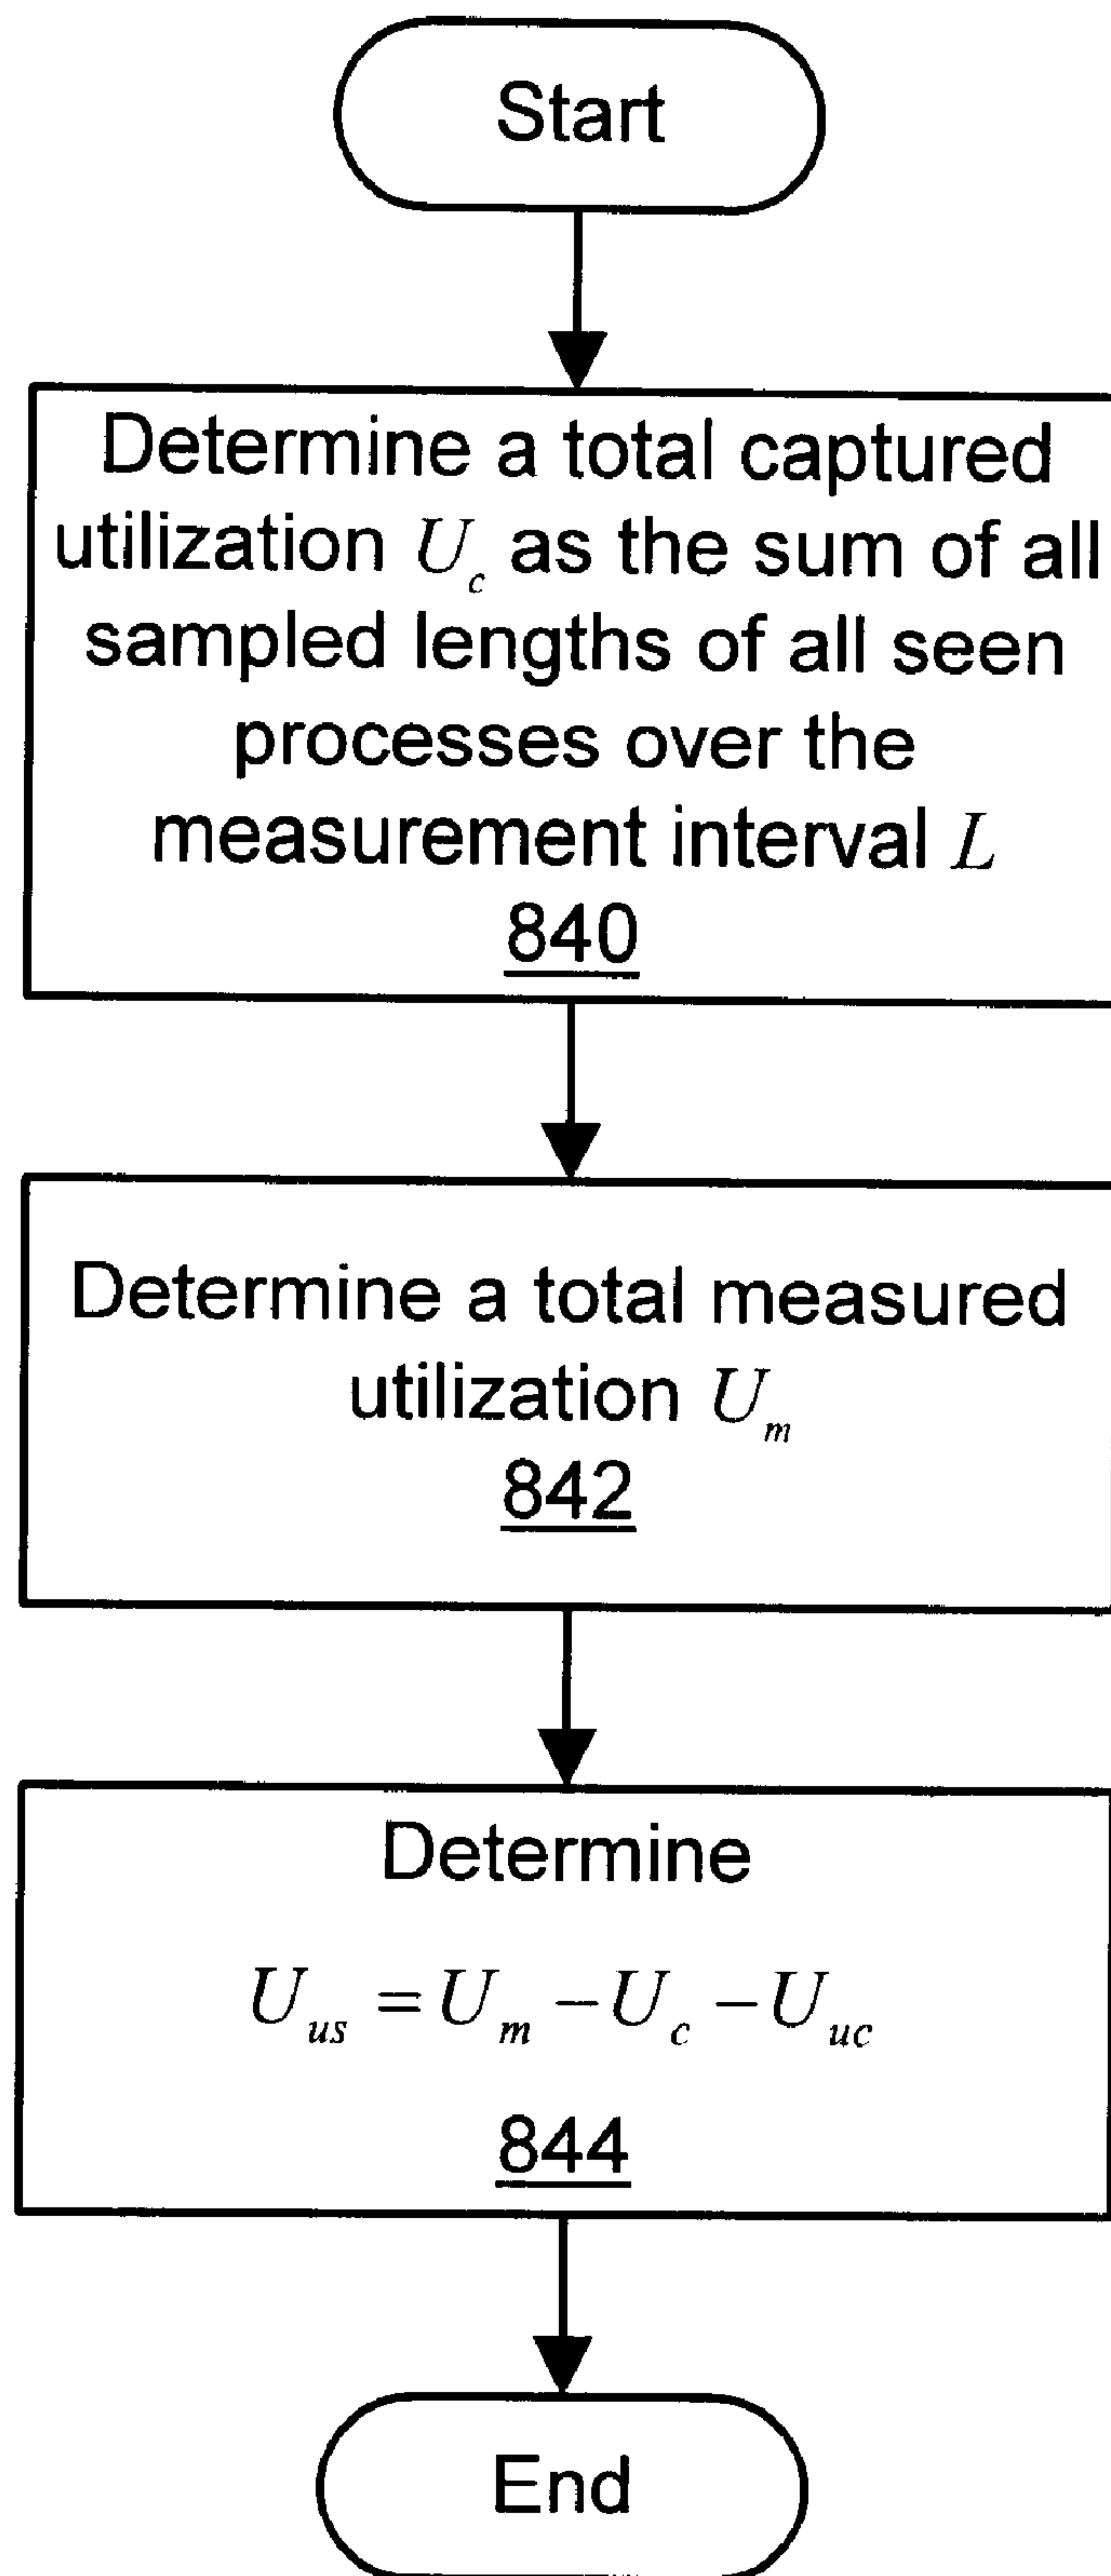 Start
Determine a total captured
utilization U_c as the sum of all
sampled lengths of all seen
processes over the
measurement interval L
840
Determine a total measured
utilization U_m
842
Determine
U_us = U_m − U_c − U_uc
844
End